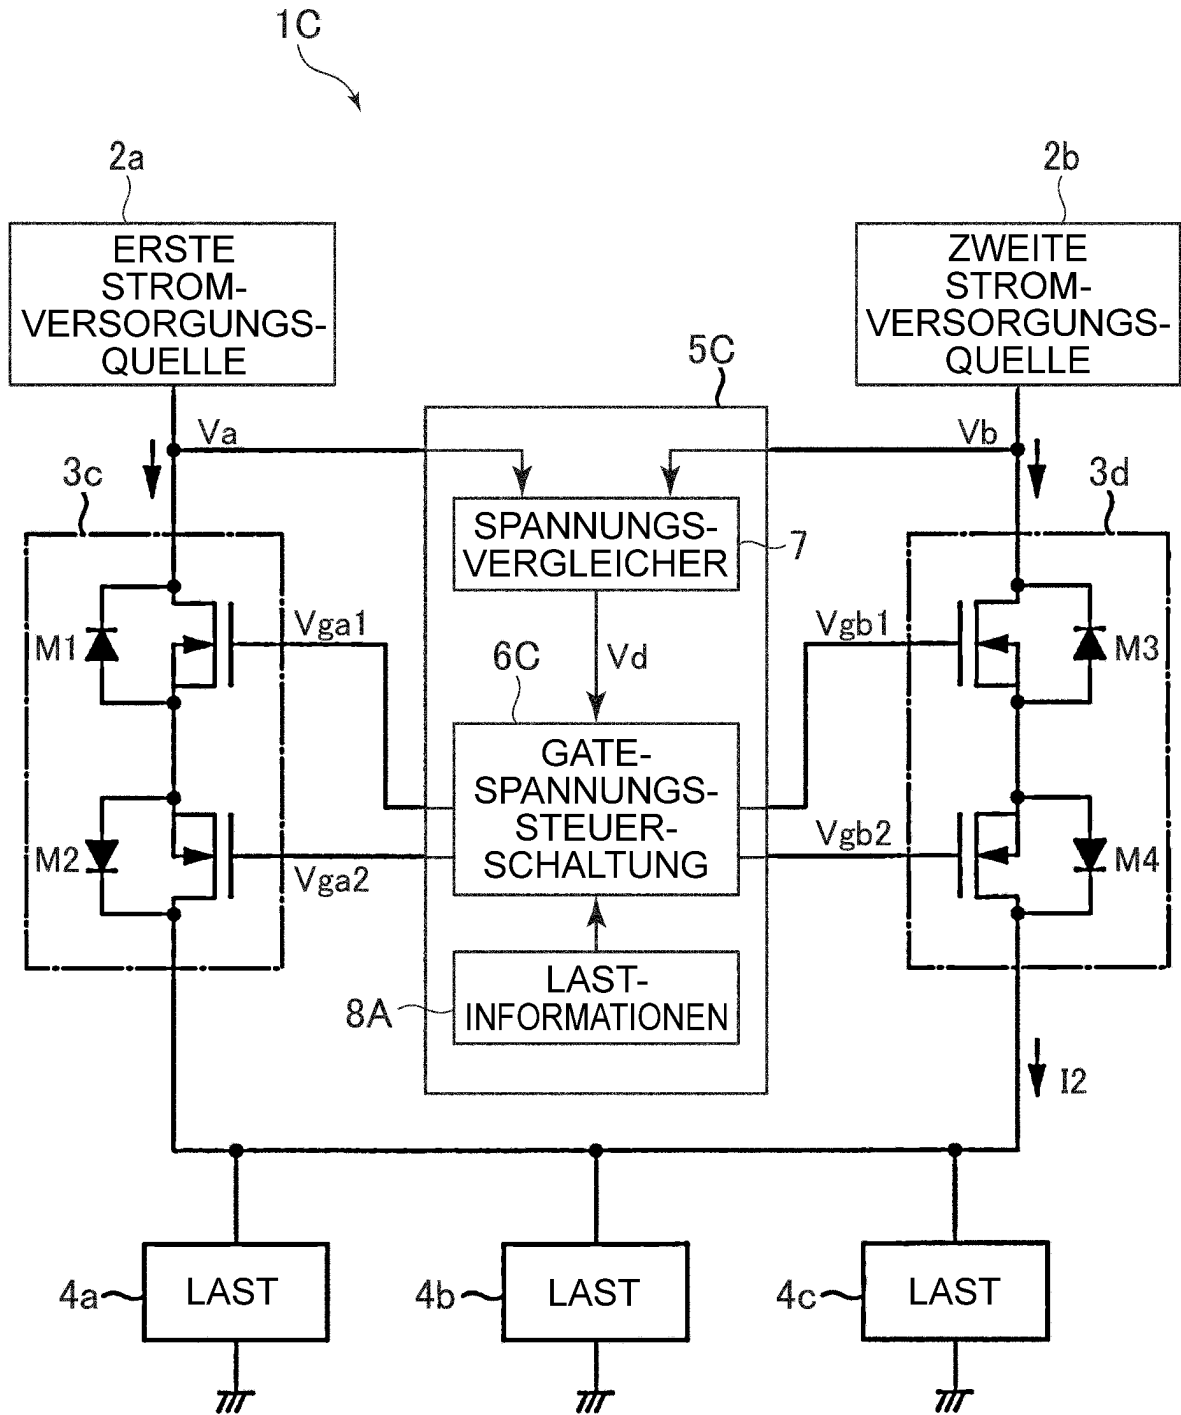 1C
2a
2b
ERSTE
STROM-
VERSORGUNGS-
QUELLE
ZWEITE
STROM-
VERSORGUNGS-
QUELLE
5C
Va
Vb
3c
3d
SPANNUNGS-
VERGLEICHER
7
M1
Vga1
6C
Vd
Vgb1
M3
GATE-
SPANNUNGS-
STEUER-
SCHALTUNG
M2
Vga2
Vgb2
M4
LAST-
INFORMATIONEN
8A
I2
4a
LAST
4b
LAST
4c
LAST